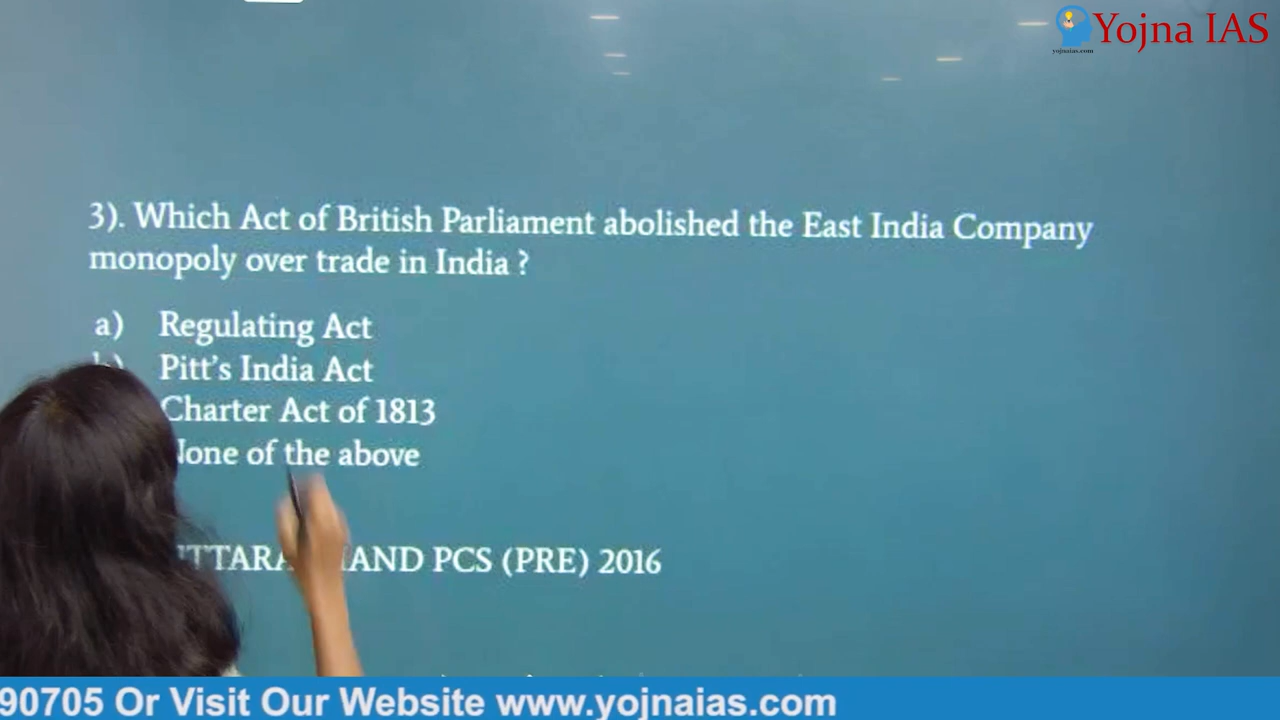 Yojna IAS
yojnaias.com
3). Which Act of British Parliament abolished the East India Company
monopoly over trade in India ?
a) Regulating Act
Pitt's India Act
Charter Act of 1813
None of the above
PCS (PRE) 2016
90705 Or Visit Our Website www.yojnaias.com